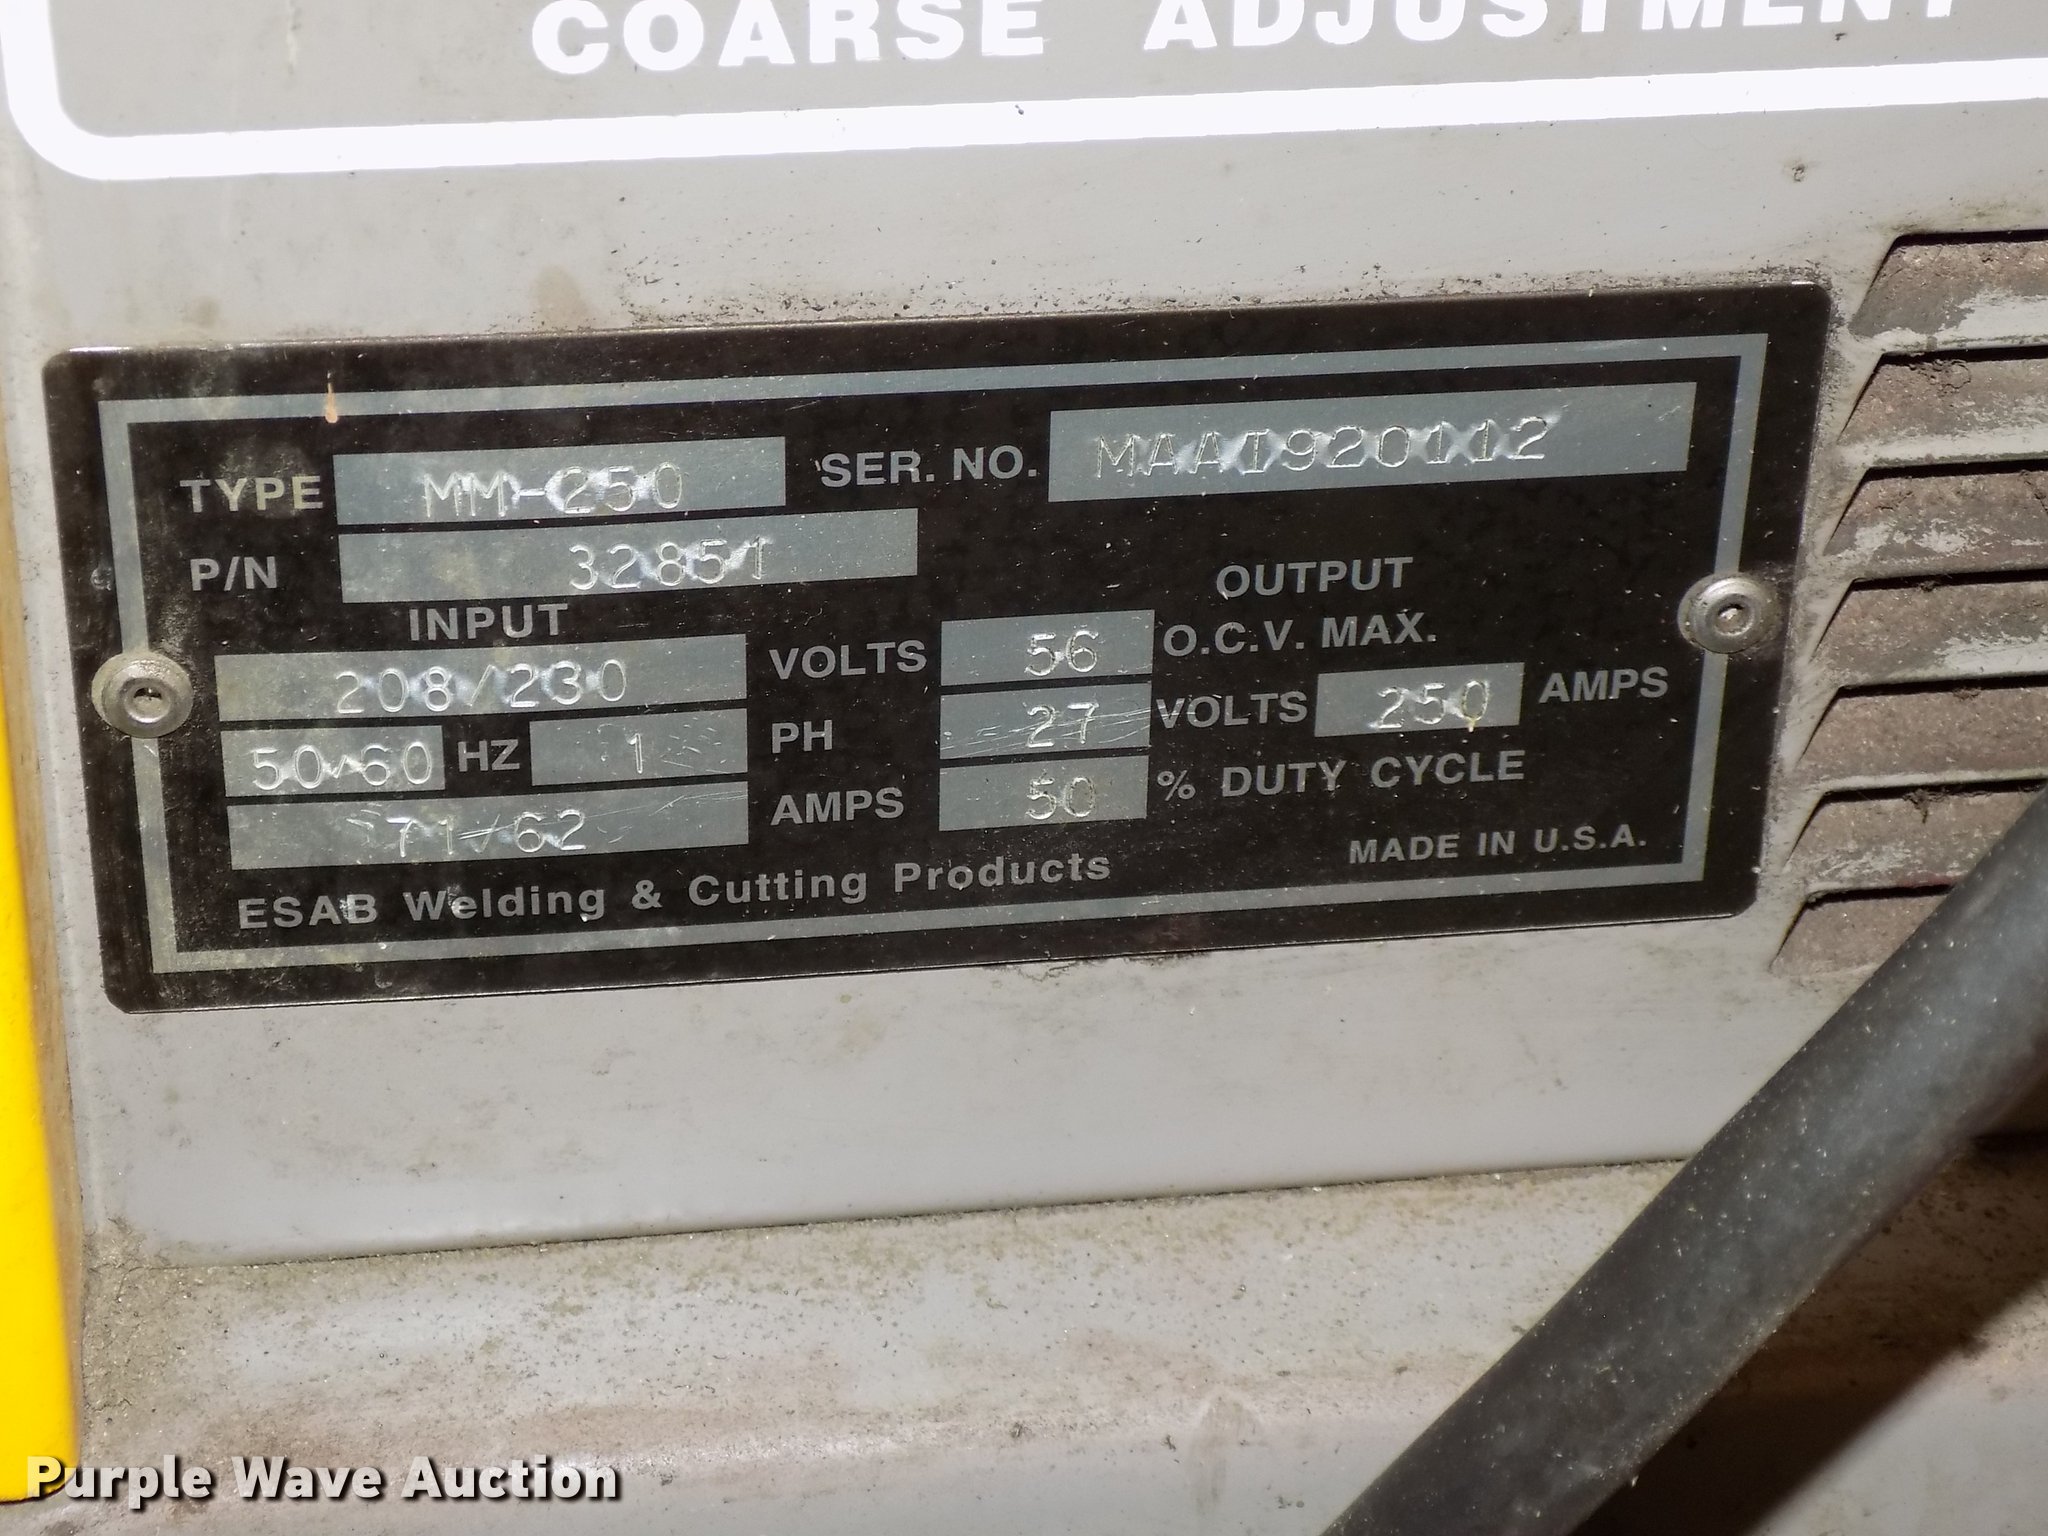 COARSE ADJUSTMENT
TYPE MM-250 SER. NO. MAAI920112
P/N 32851
INPUT OUTPUT
208/230 VOLTS 56 O.C.V. MAX.
50/60 HZ 1 PH 27 VOLTS 250 AMPS
71/62 AMPS 50 % DUTY CYCLE
ESAB Welding & Cutting Products MADE IN U.S.A.
Purple Wave Auction